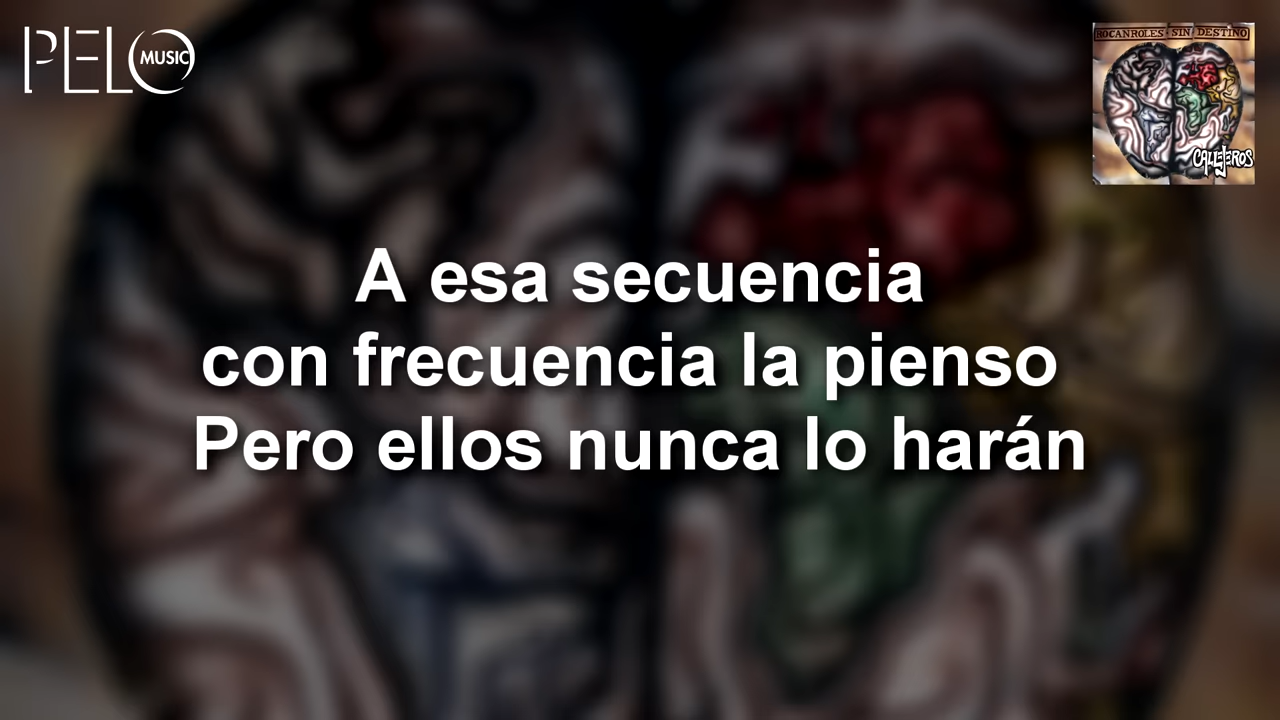 PELO MUSIC
ROCANROLES SIN DESTINO
CALLEJEROS
A esa secuencia
con frecuencia la pienso
Pero ellos nunca lo harán